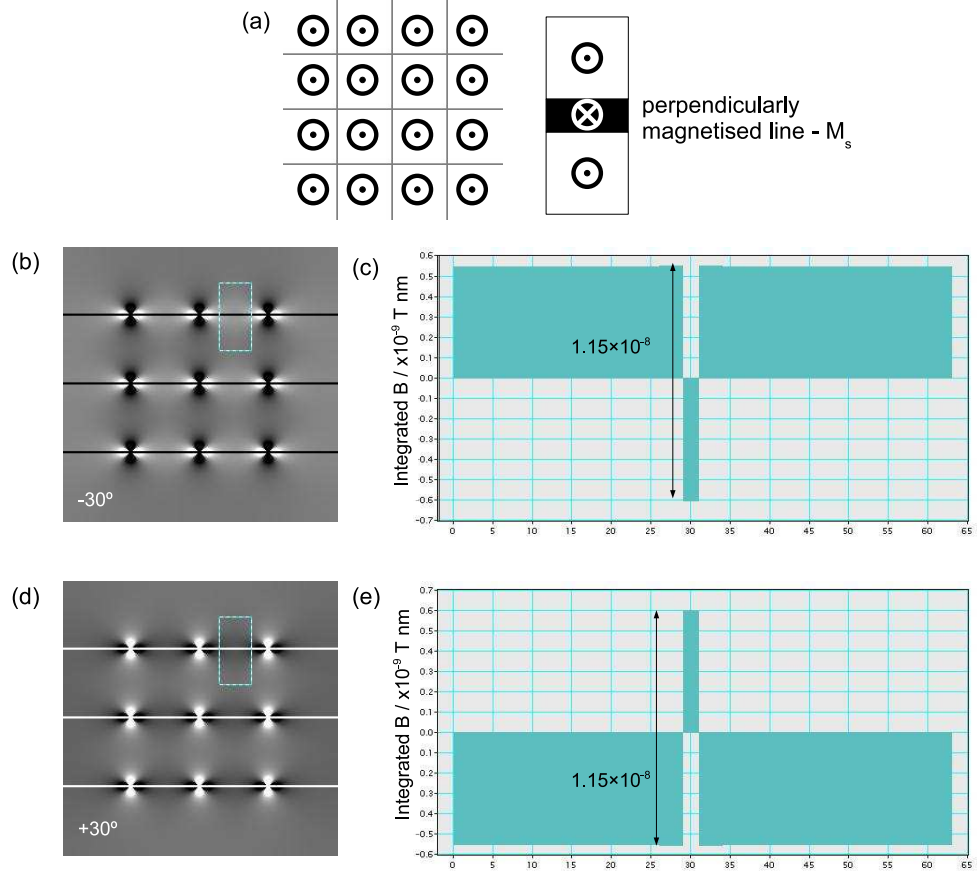 (a)
perpendicularly
magnetised line - Ms
(b)
-30º
(c)
Integrated B / x10⁻⁹ T nm
0.6
0.5
0.4
0.3
0.2
0.1
0.0
-0.1
-0.2
-0.3
-0.4
-0.5
-0.6
-0.7
1.15×10⁻⁸
0 5 10 15 20 25 30 35 40 45 50 55 60 65
(d)
+30º
(e)
Integrated B / x10⁻⁹ T nm
0.7
0.6
0.5
0.4
0.3
0.2
0.1
0.0
-0.1
-0.2
-0.3
-0.4
-0.5
-0.6
1.15×10⁻⁸
0 5 10 15 20 25 30 35 40 45 50 55 60 65